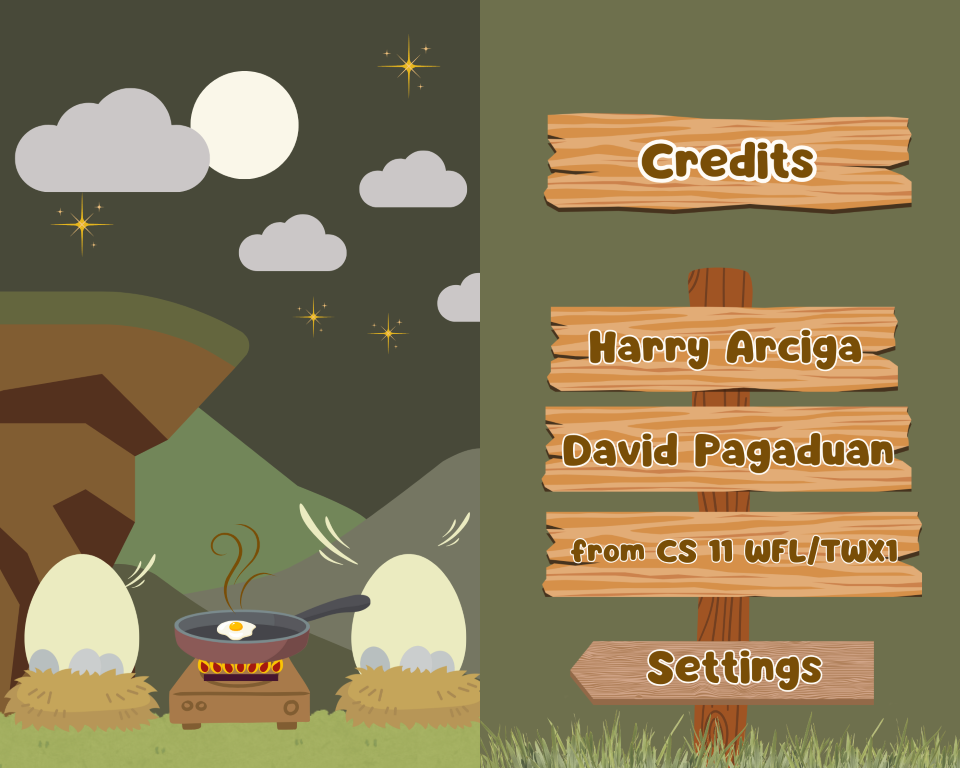 Credits
Harry Arciga
David Pagaduan
from CS 11 WFL/TWX1
Settings